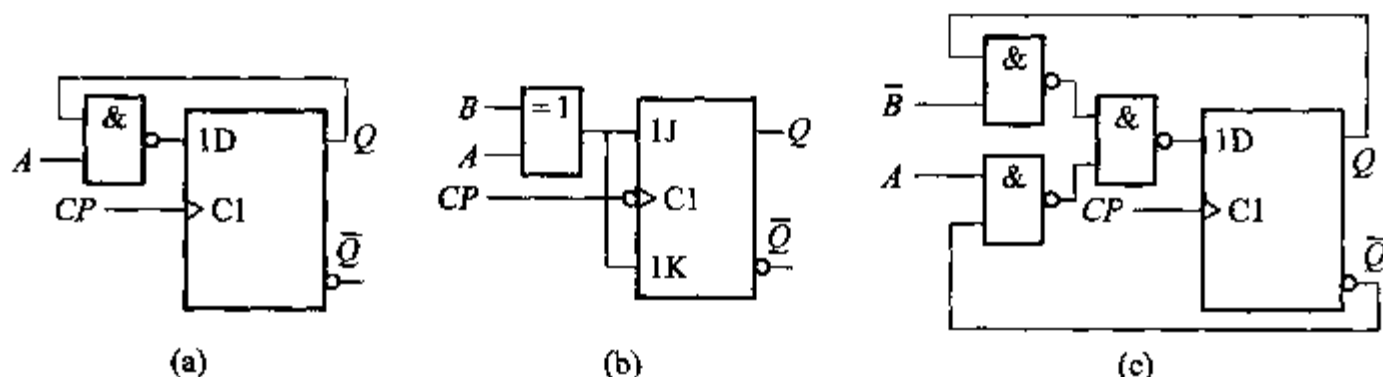 &
1D
Q
A
CP
C1
Q̅
(a)
B
= 1
1J
Q
A
CP
C1
Q̅
1K
(b)
&
B̅
&
1D
A
&
Q
CP
C1
Q̅
(c)